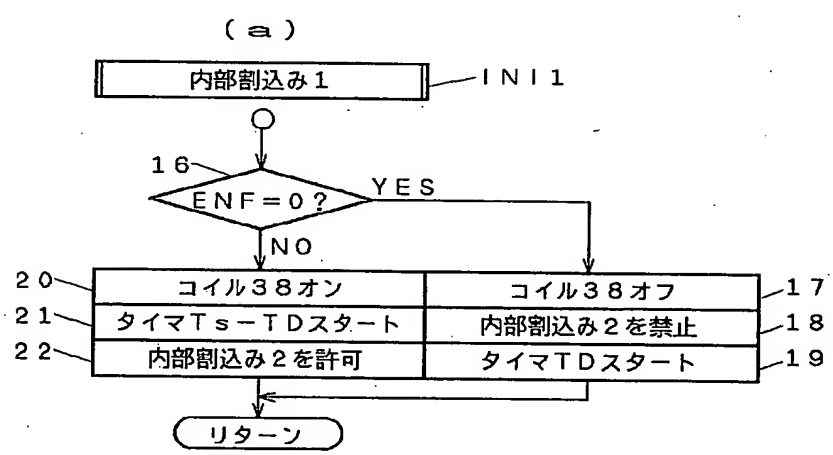 (a)
内部割込み1 INI1
16
ENF=0? YES
NO
20 コイル38オン コイル38オフ 17
21 タイマTs-TDスタート 内部割込み2を禁止 18
22 内部割込み2を許可 タイマTDスタート 19
リターン